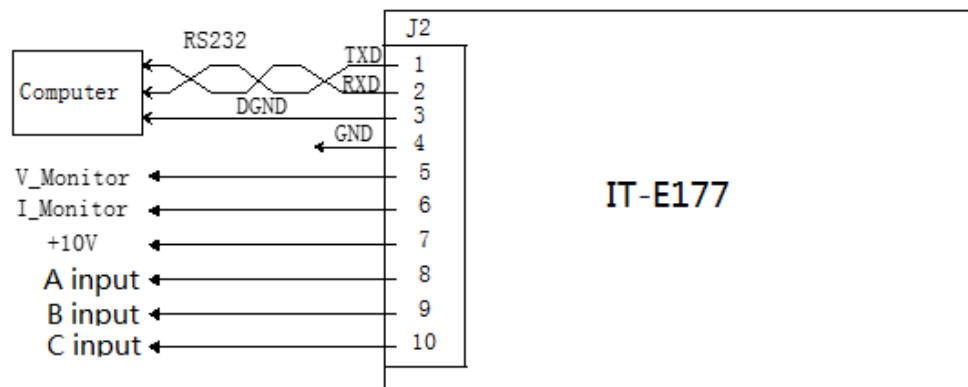 J2
RS232
TXD
1
Computer
RXD
2
DGND
3
GND
4
V_Monitor
5
IT-E177
I_Monitor
6
+10V
7
A input
8
B input
9
C input
10